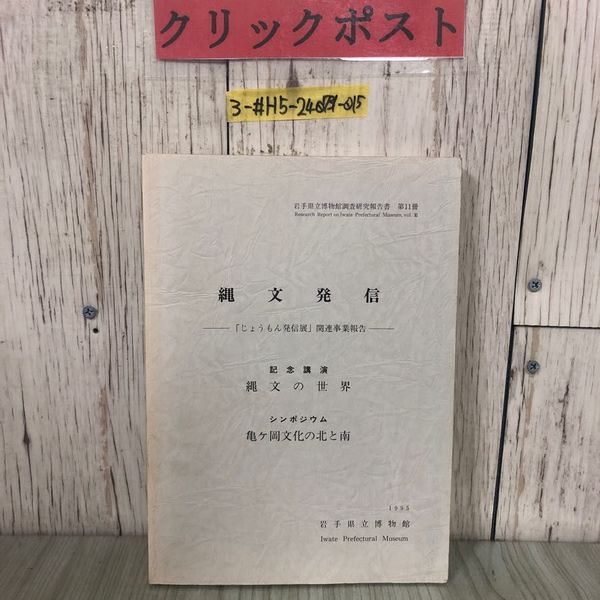 クリックポスト
岩手県立博物館調査研究報告書　第11冊
Research Report on Iwate Prefectural Museum, vol. XI
縄文発信
「じょうもん発信展」関連事業報告
記念講演
縄文の世界
シンポジウム
亀ケ岡文化の北と南
1995
岩手県立博物館
Iwate Prefectural Museum